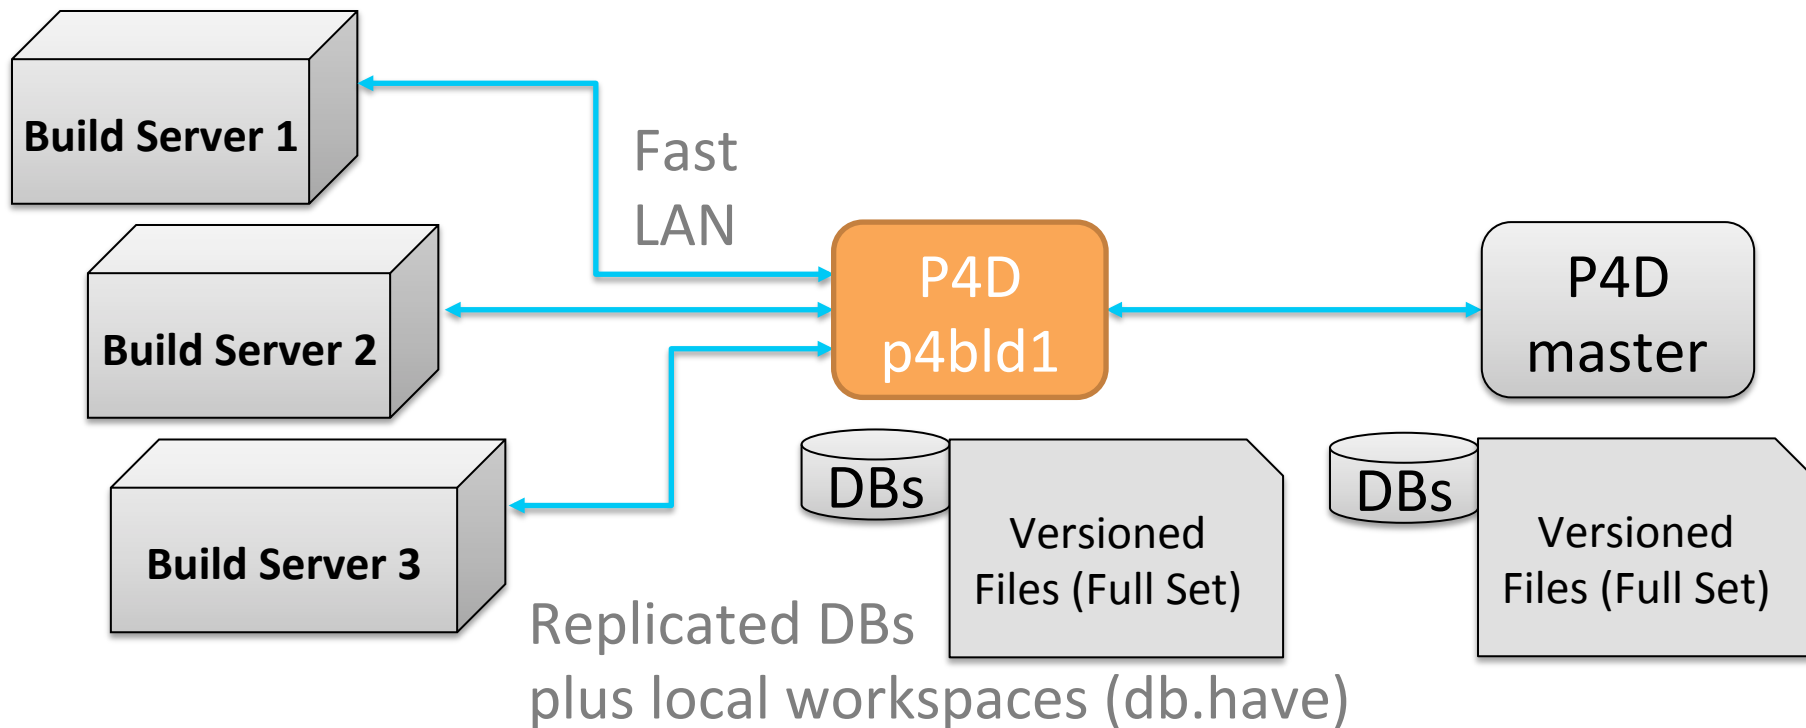 Build Server 1
Fast
LAN
P4D
p4bld1
P4D
master
Build Server 2
DBs
Versioned
Files (Full Set)
DBs
Versioned
Files (Full Set)
Build Server 3
Replicated DBs
plus local workspaces (db.have)